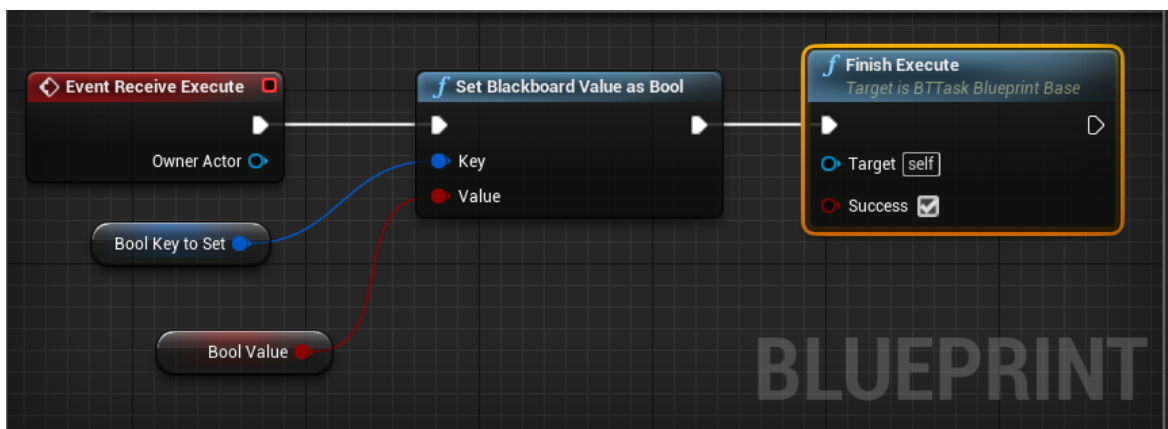 Event Receive Execute
Owner Actor
Bool Key to Set
Bool Value
f Set Blackboard Value as Bool
Key
Value
f Finish Execute
Target is BTTask Blueprint Base
Target self
Success
BLUEPRINT